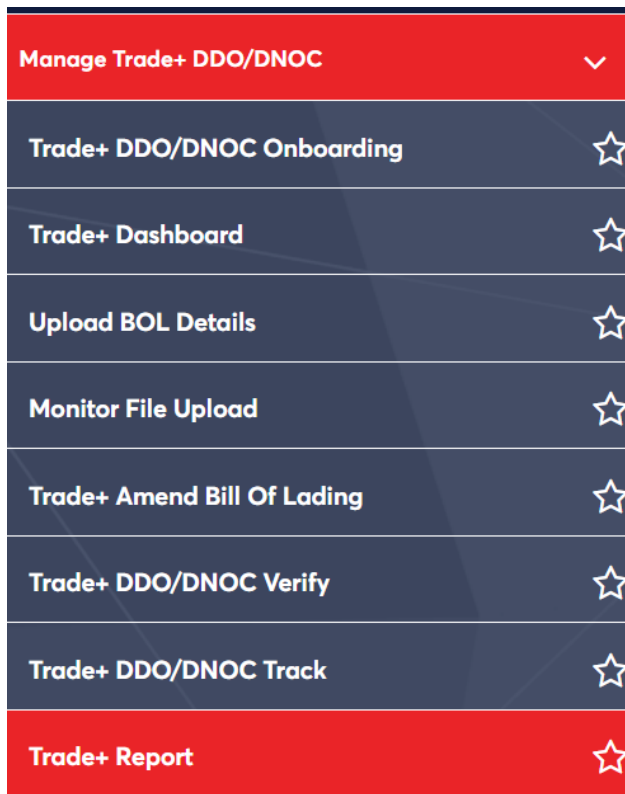 Manage Trade+ DDO/DNOC
Trade+ DDO/DNOC Onboarding
Trade+ Dashboard
Upload BOL Details
Monitor File Upload
Trade+ Amend Bill Of Lading
Trade+ DDO/DNOC Verify
Trade+ DDO/DNOC Track
Trade+ Report